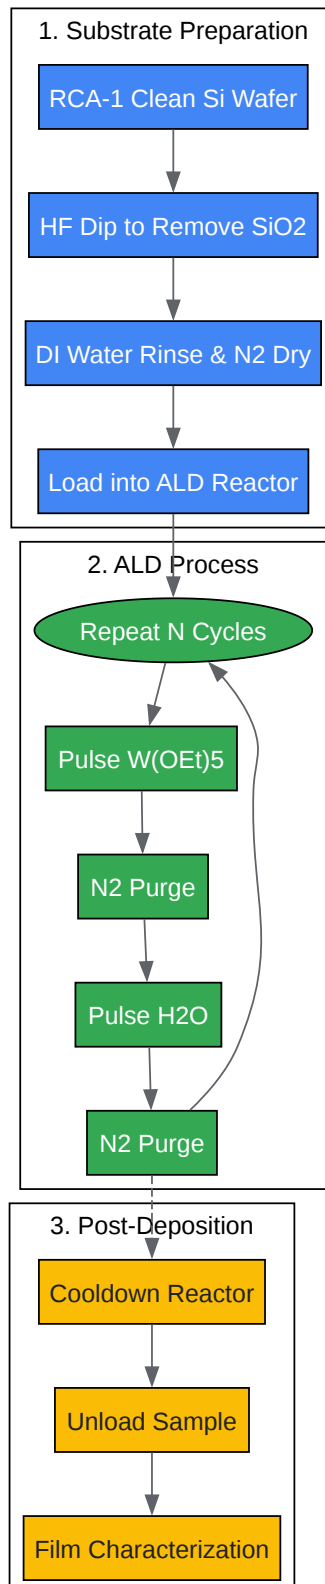 1. Substrate Preparation
RCA-1 Clean Si Wafer
HF Dip to Remove SiO2
DI Water Rinse & N2 Dry
Load into ALD Reactor
2. ALD Process
Repeat N Cycles
Pulse W(OEt)5
N2 Purge
Pulse H2O
N2 Purge
3. Post-Deposition
Cooldown Reactor
Unload Sample
Film Characterization